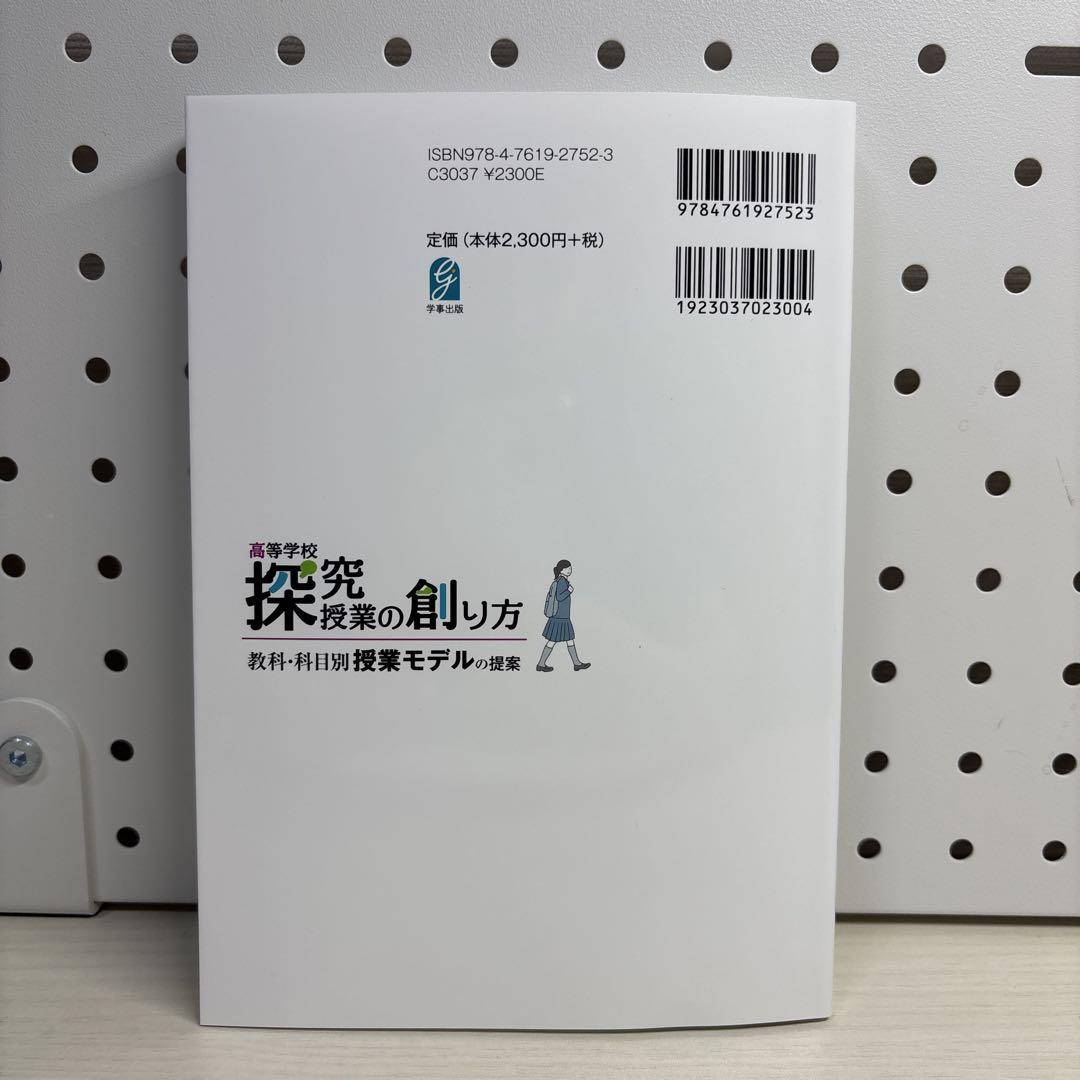 ISBN978-4-7619-2752-3
C3037 ¥2300E
9784761927523
定価（本体2,300円+税）
1923037023004
学事出版
高等学校
探究
授業の創り方
教科・科目別 授業モデルの提案